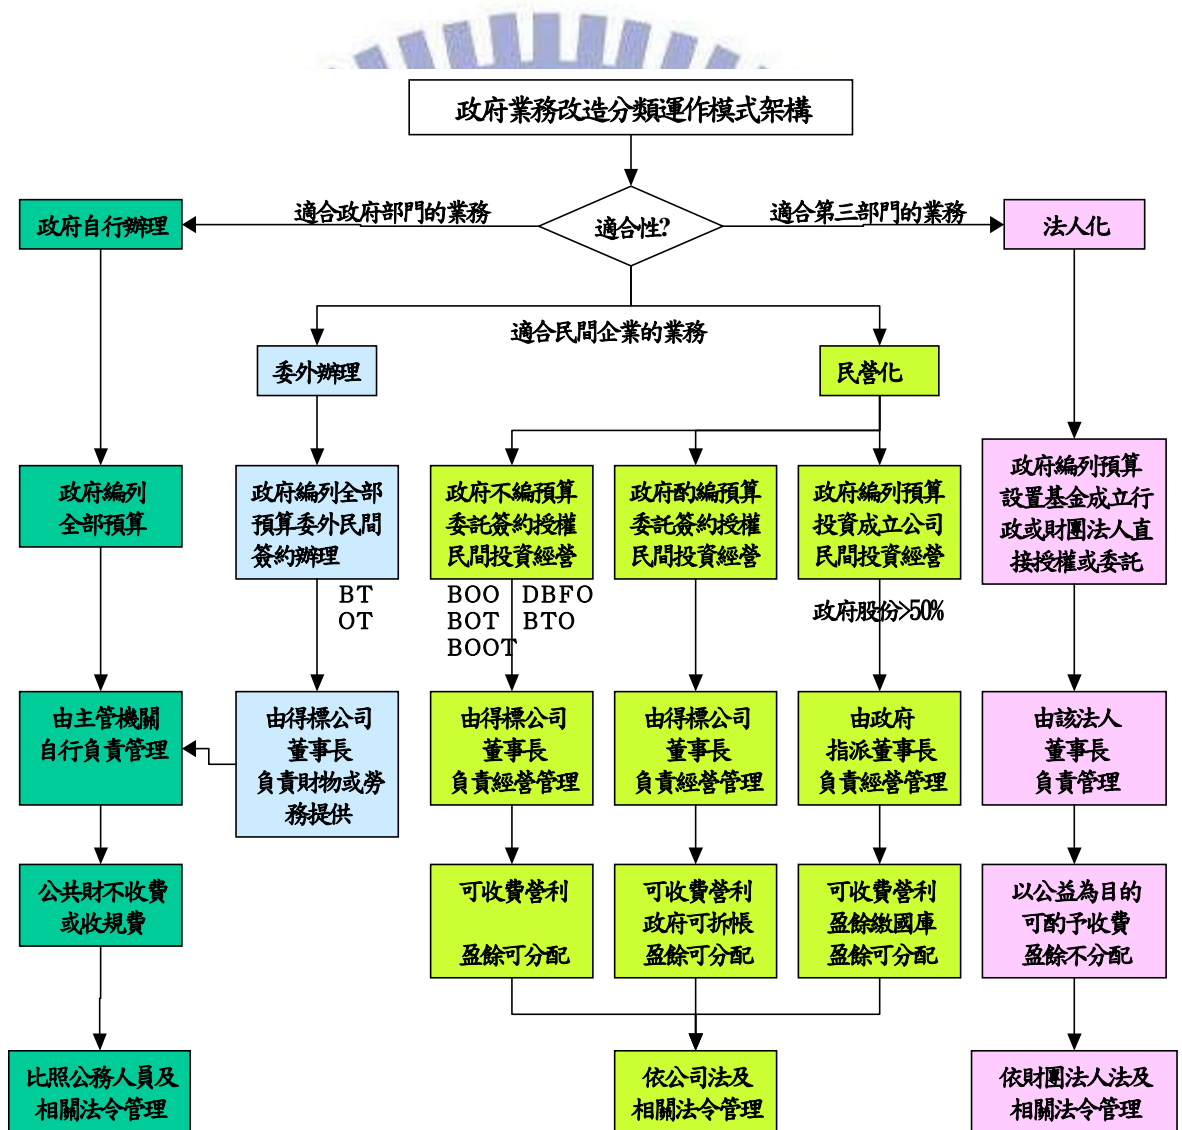 政府業務改造分類運作模式架構
適合政府部門的業務
適合性?
適合第三部門的業務
政府自行辦理
法人化
適合民間企業的業務
委外辦理
民營化
政府編列
全部預算
政府編列全部
預算委外民間
簽約辦理
政府不編預算
委託簽約授權
民間投資經營
政府酌編預算
委託簽約授權
民間投資經營
政府編列預算
投資成立公司
民間投資經營
政府編列預算
設置基金成立行
政或財團法人直
接授權或委託
BT
OT
BOO DBFO
BOT BTO
BOOT
政府股份>50%
由主管機關
自行負責管理
由得標公司
董事長
負責財物或勞
務提供
由得標公司
董事長
負責經營管理
由得標公司
董事長
負責經營管理
由政府
指派董事長
負責經營管理
由該法人
董事長
負責管理
公共財不收費
或收規費
可收費營利
盈餘可分配
可收費營利
政府可拆帳
盈餘可分配
可收費營利
盈餘繳國庫
盈餘可分配
以公益為目的
可酌予收費
盈餘不分配
比照公務人員及
相關法令管理
依公司法及
相關法令管理
依財團法人法及
相關法令管理